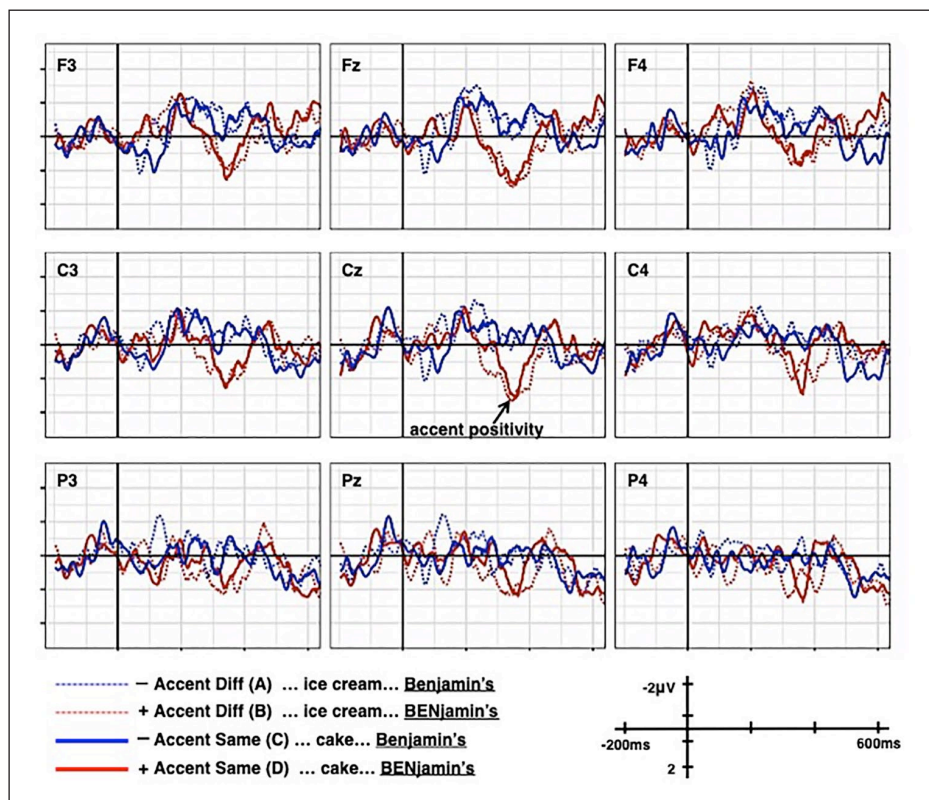 F3
Fz
F4
C3
Cz
C4
accent positivity
P3
Pz
P4
– Accent Diff (A) ... ice cream... Benjamin's
+ Accent Diff (B) ... ice cream... BENjamin's
– Accent Same (C) ... cake... Benjamin's
+ Accent Same (D) ... cake... BENjamin's
-2µV
-200ms
600ms
2